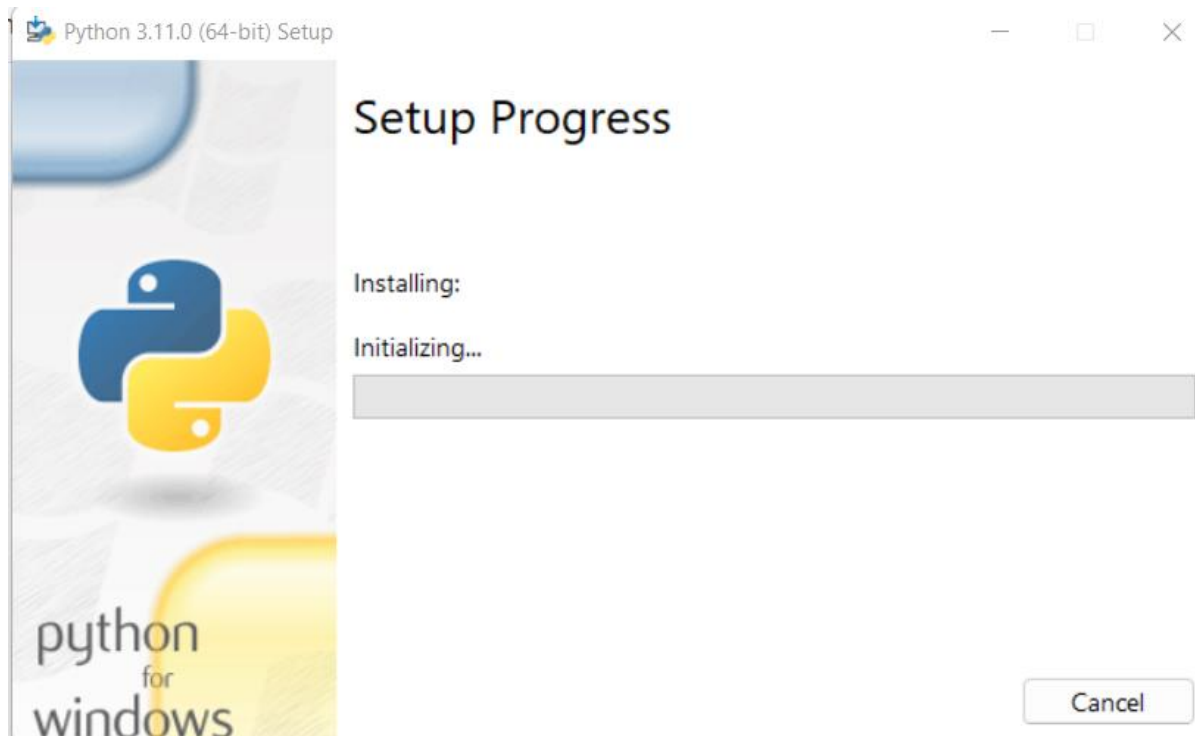 Python 3.11.0 (64-bit) Setup
Setup Progress
Installing:
Initializing...
python
for
windows
Cancel